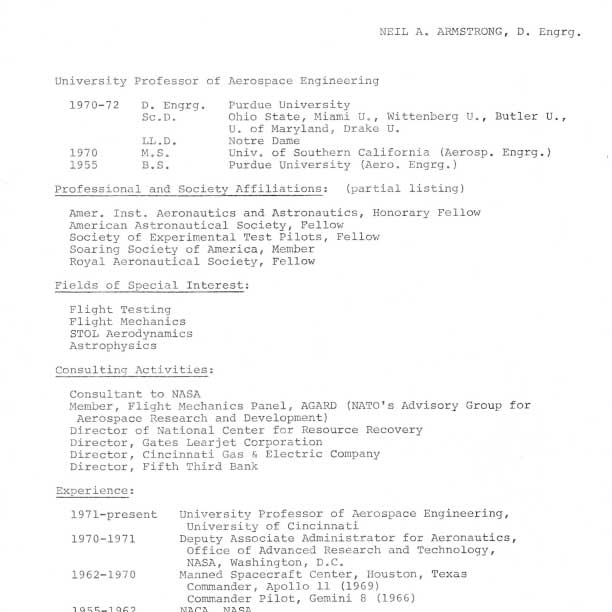 NEIL A. ARMSTRONG, D. Engrg.
University Professor of Aerospace Engineering
1970-72 D. Engrg. Purdue University
Sc.D. Ohio State, Miami U., Wittenberg U., Butler U.,
U. of Maryland, Drake U.
LL.D. Notre Dame
1970 M.S. Univ. of Southern California (Aerosp. Engrg.)
1955 B.S. Purdue University (Aero. Engrg.)
Professional and Society Affiliations: (partial listing)
Amer. Inst. Aeronautics and Astronautics, Honorary Fellow
American Astronautical Society, Fellow
Society of Experimental Test Pilots, Fellow
Soaring Society of America, Member
Royal Aeronautical Society, Fellow
Fields of Special Interest:
Flight Testing
Flight Mechanics
STOL Aerodynamics
Astrophysics
Consulting Activities:
Consultant to NASA
Member, Flight Mechanics Panel, AGARD (NATO's Advisory Group for
Aerospace Research and Development)
Director of National Center for Resource Recovery
Director, Gates Learjet Corporation
Director, Cincinnati Gas & Electric Company
Director, Fifth Third Bank
Experience:
1971-present University Professor of Aerospace Engineering,
University of Cincinnati
1970-1971 Deputy Associate Administrator for Aeronautics,
Office of Advanced Research and Technology,
NASA, Washington, D.C.
1962-1970 Manned Spacecraft Center, Houston, Texas
Commander, Apollo 11 (1969)
Commander Pilot, Gemini 8 (1966)
1955-1962 NACA, NASA